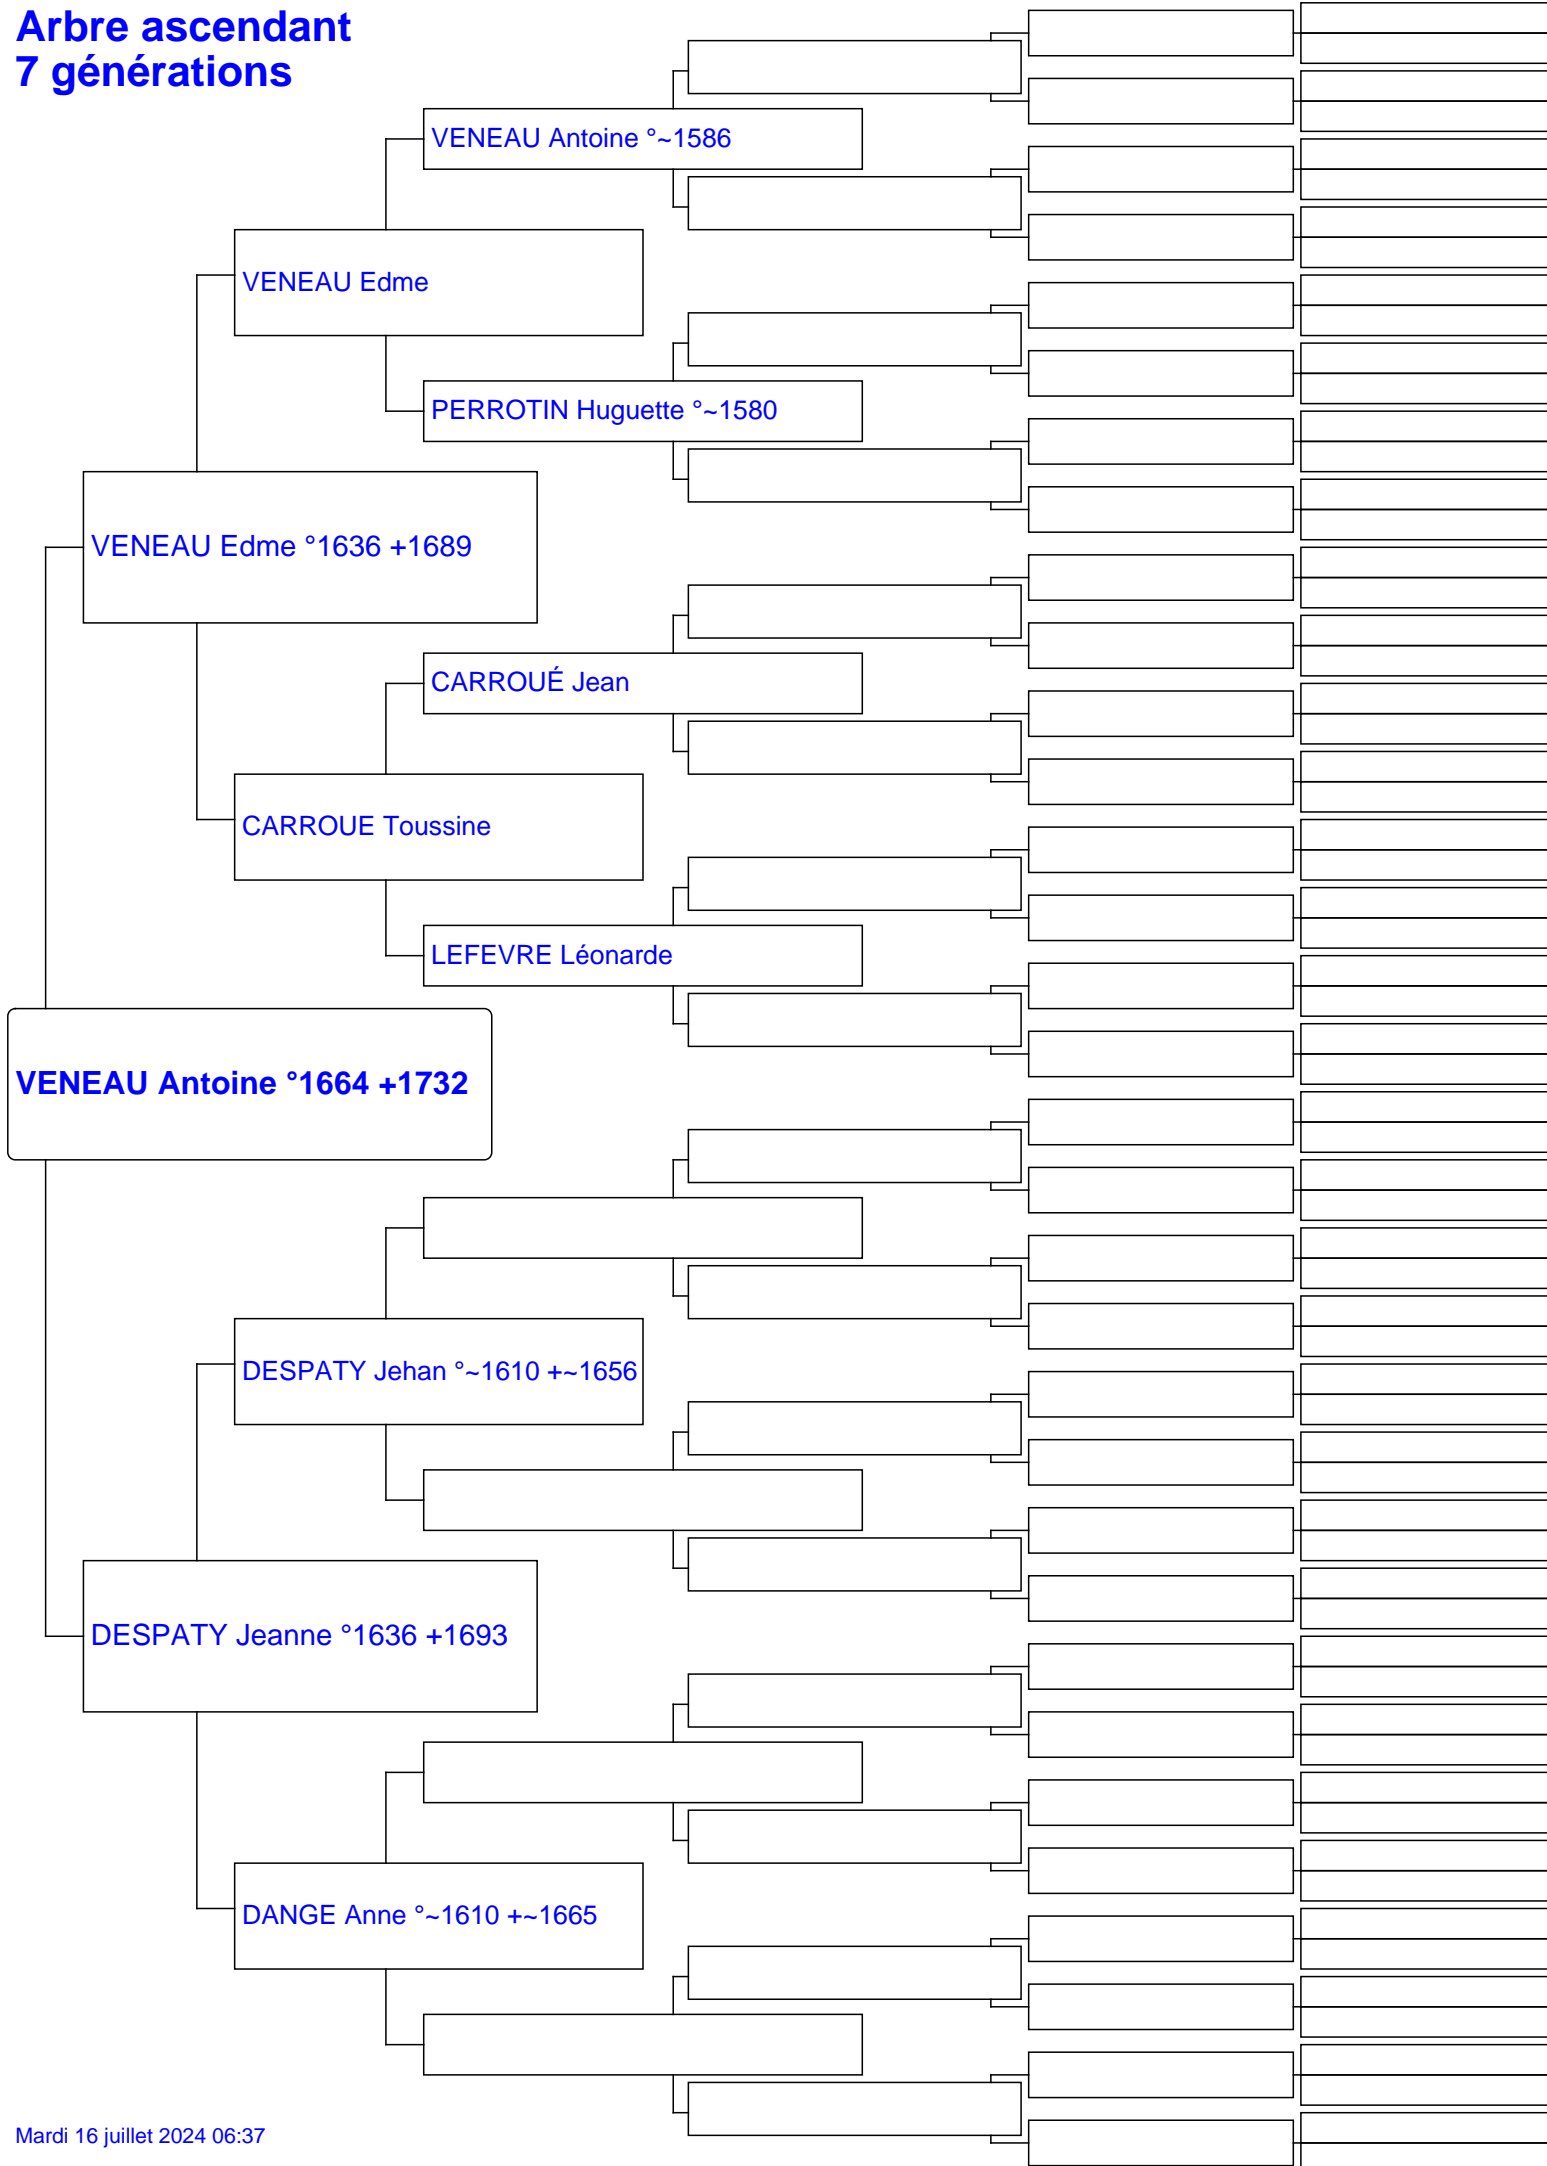 Arbre ascendant
7 générations
VENEAU Antoine °~1586
VENEAU Edme
PERROTIN Huguette °~1580
VENEAU Edme °1636 +1689
CARROUÉ Jean
CARROUE Toussine
LEFEVRE Léonarde
VENEAU Antoine °1664 +1732
DESPATY Jehan °~1610 +~1656
DESPATY Jeanne °1636 +1693
DANGE Anne °~1610 +~1665
Mardi 16 juillet 2024 06:37